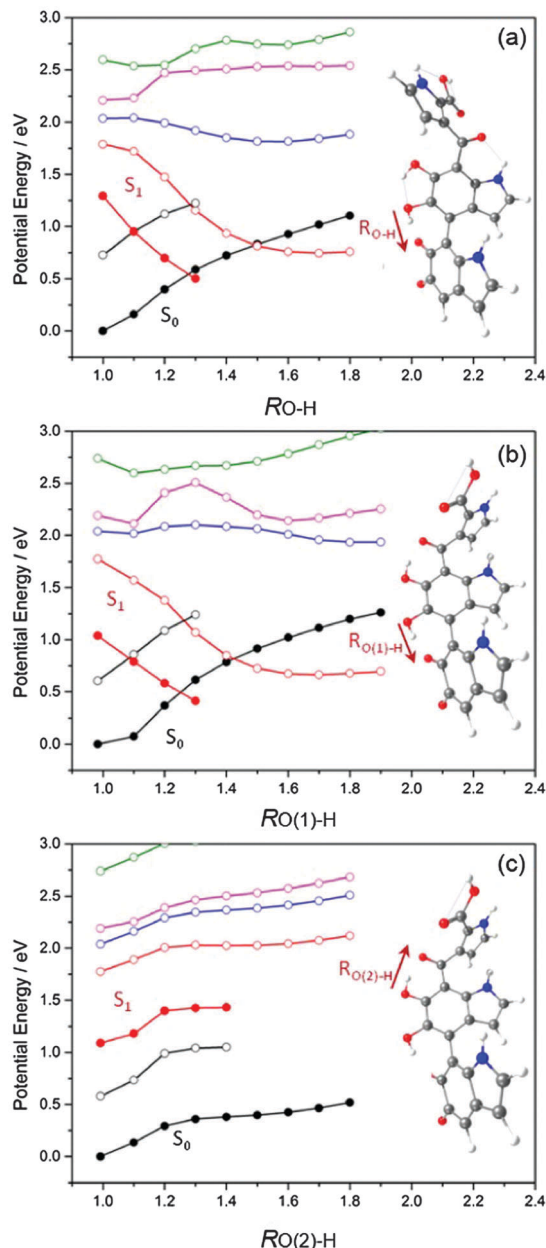 (a)
3.0
2.5
2.0
1.5
1.0
0.5
0.0
Potential Energy / eV
S1
S0
RO-H
1.0 1.2 1.4 1.6 1.8 2.0 2.2 2.4
RO-H
(b)
3.0
2.5
2.0
1.5
1.0
0.5
0.0
Potential Energy / eV
S1
S0
RO(1)-H
1.0 1.2 1.4 1.6 1.8 2.0 2.2 2.4
RO(1)-H
(c)
3.0
2.5
2.0
1.5
1.0
0.5
0.0
Potential Energy / eV
S1
S0
RO(2)-H
1.0 1.2 1.4 1.6 1.8 2.0 2.2 2.4
RO(2)-H